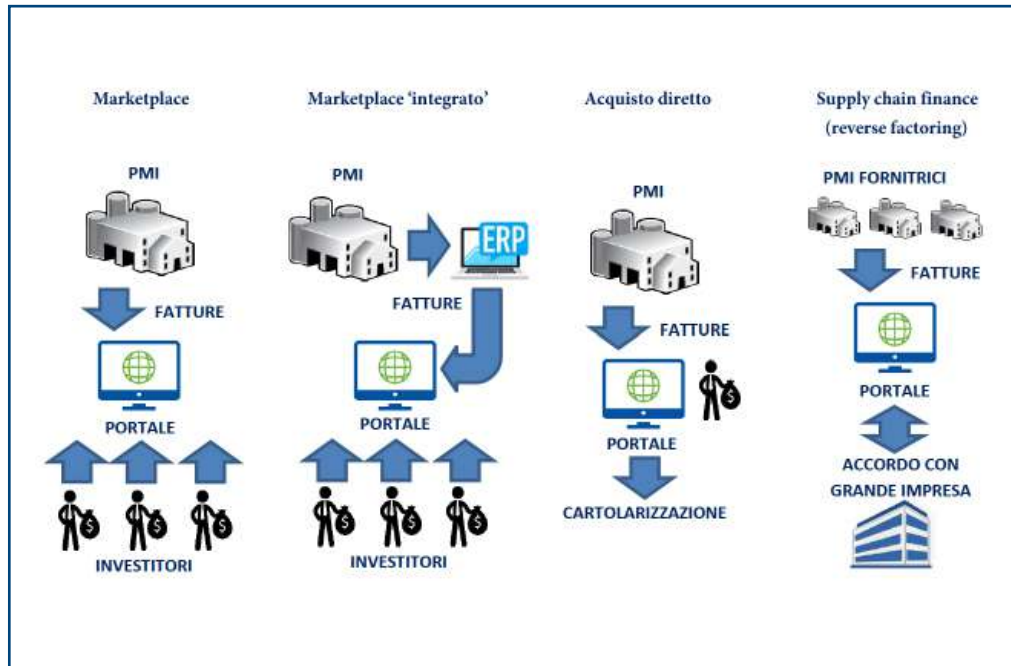 Marketplace
PMI
FATTURE
PORTALE
$ $ $
INVESTITORI
Marketplace ‘integrato’
PMI
ERP
FATTURE
PORTALE
$ $ $
INVESTITORI
Acquisto diretto
PMI
FATTURE
$
PORTALE
CARTOLARIZZAZIONE
Supply chain finance
(reverse factoring)
PMI FORNITRICI
FATTURE
PORTALE
ACCORDO CON
GRANDE IMPRESA